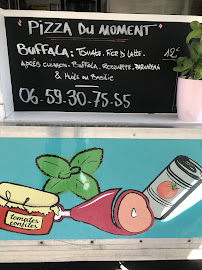 "PIZZA DU MOMENT"
BUFFALA: TOMATE. FIOR D'LATTE. 12€
APRÈS CUISSON: BUFFALA. ROQUETTE. PARMESAN
& HUILE AU BASILIC
06-59-30-75-55
tomates
confites